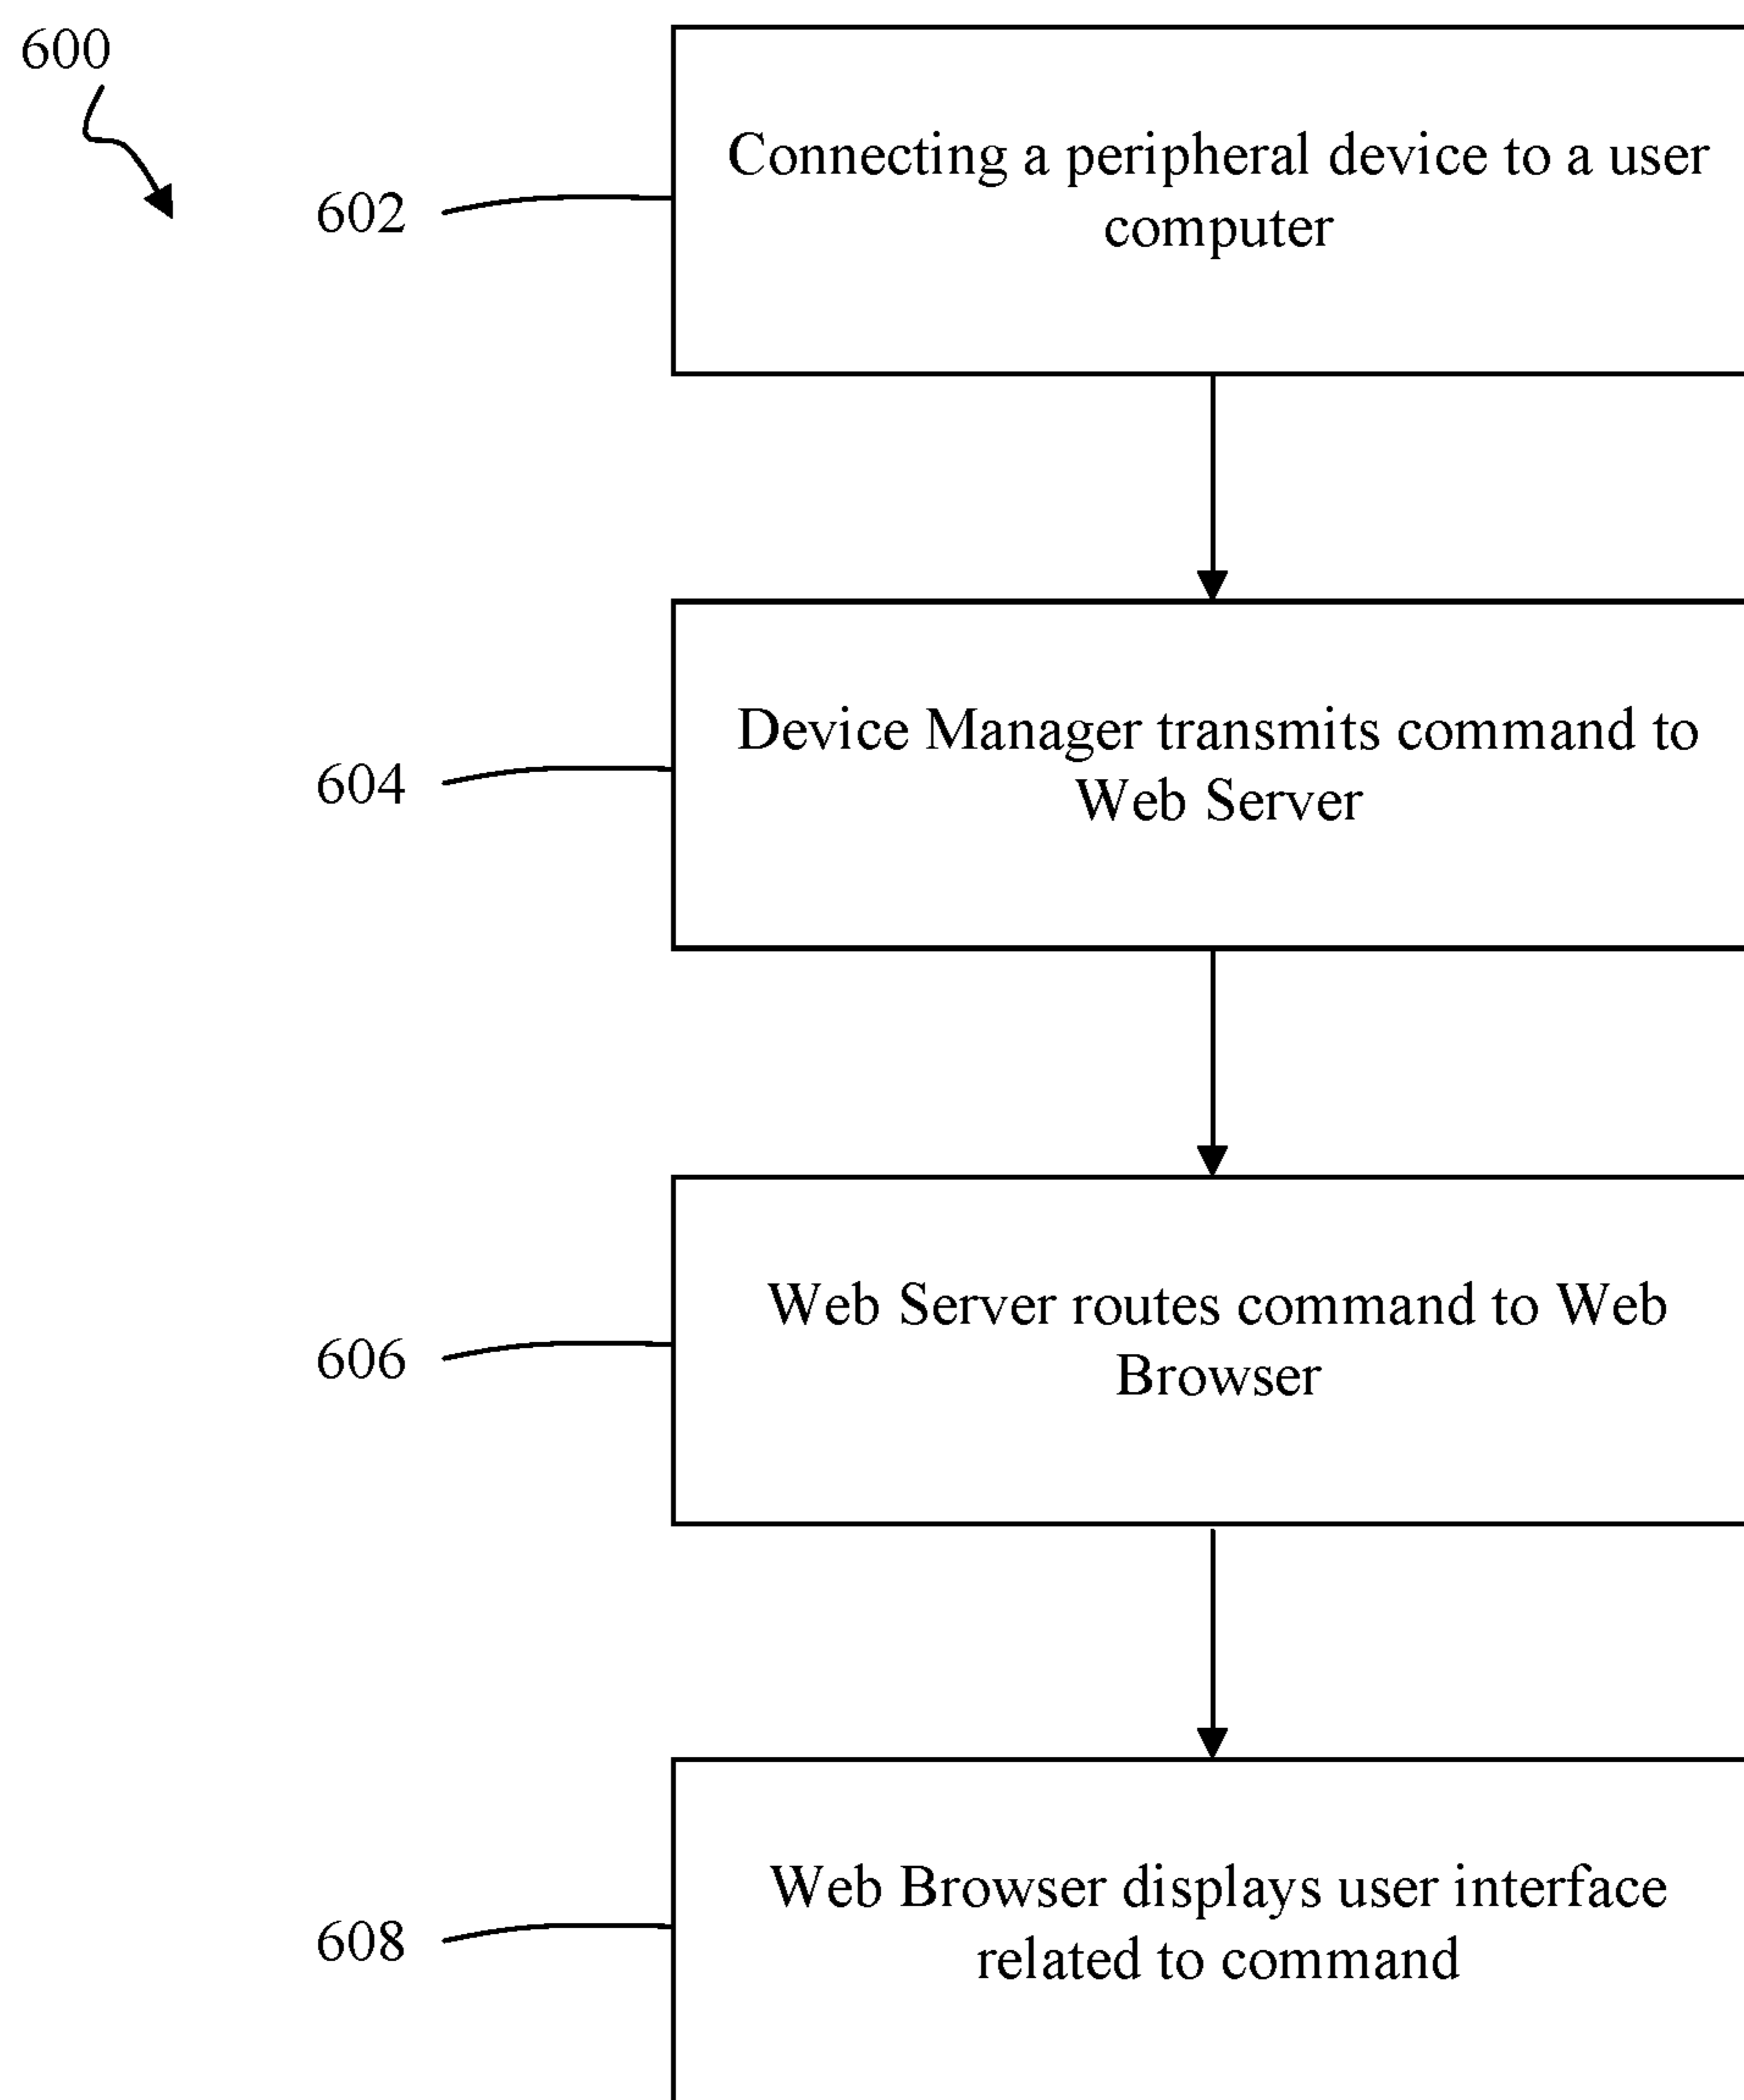 600
602
Connecting a peripheral device to a user
computer
604
Device Manager transmits command to
Web Server
606
Web Server routes command to Web
Browser
608
Web Browser displays user interface
related to command